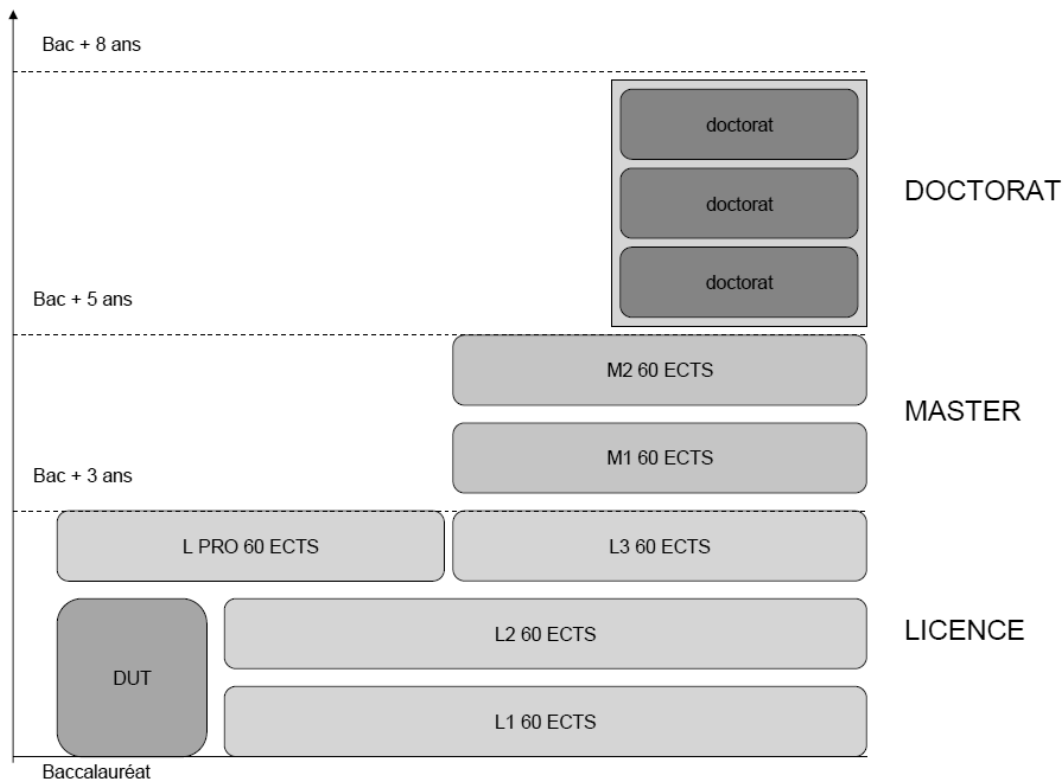 Bac + 8 ans
doctorat
doctorat
DOCTORAT
doctorat
Bac + 5 ans
M2 60 ECTS
MASTER
M1 60 ECTS
Bac + 3 ans
L PRO 60 ECTS
L3 60 ECTS
L2 60 ECTS
LICENCE
DUT
L1 60 ECTS
Baccalauréat